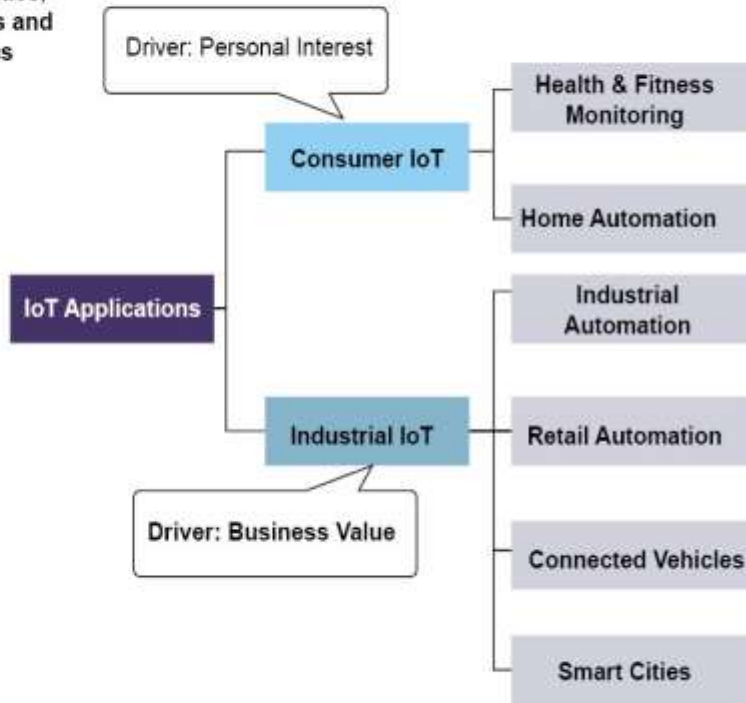 s and
Driver: Personal Interest
Health & Fitness
Monitoring
Consumer IoT
Home Automation
IoT Applications
Industrial
Automation
Industrial IoT
Retail Automation
Driver: Business Value
Connected Vehicles
Smart Cities